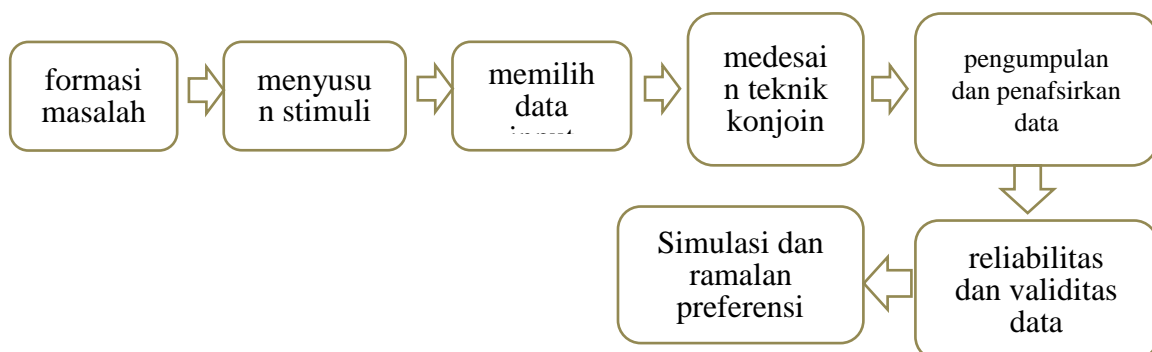 formasi
masalah
menyusu
n stimuli
memilih
data
medesai
n teknik
konjoin
pengumpulan
dan penafsirkan
data
Simulasi dan
ramalan
preferensi
reliabilitas
dan validitas
data